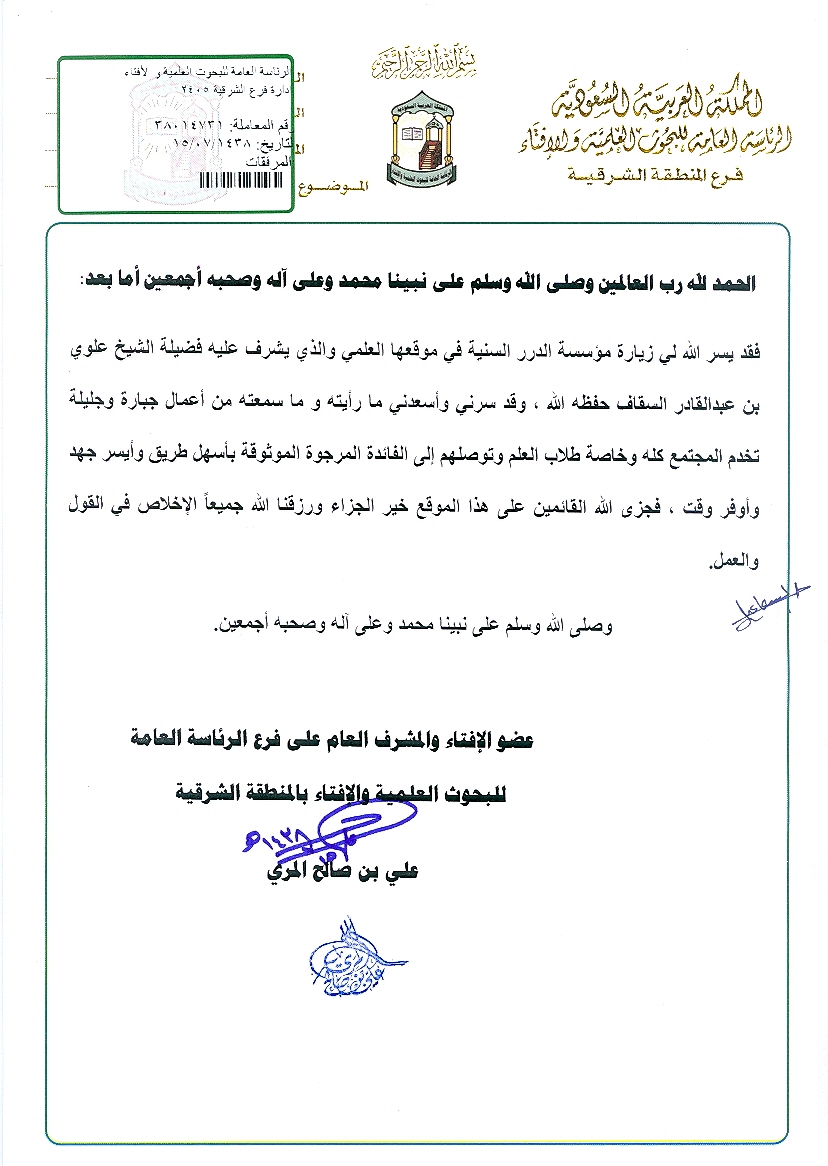 بسم الله الرحمن الرحيم
المملكة العربية السعودية
الرئاسة العامة للبحوث العلمية والإفتاء
فرع المنطقة الشرقية
المملكة العربية السعودية
الموضوع
لرئاسة العامة للبحوث العلمية و لأفتاء
دارة فرع الشرقية ٢٤٠٥
رقم المعاملة: ٣٨٠١٤٧٣١
تاريخ: ١٥/٠٧/١٤٣٨
المرفقات
الحمد لله رب العالمين وصلى الله وسلم على نبينا محمد وعلى آله وصحبه أجمعين أما بعد:
فقد يسر الله لي زيارة مؤسسة الدرر السنية في موقعها العلمي والذي يشرف عليه فضيلة الشيخ علوي
بن عبدالقادر السقاف حفظه الله ، وقد سرني وأسعدني ما رأيته و ما سمعته من أعمال جبارة وجليلة
تخدم المجتمع كله وخاصة طلاب العلم وتوصلهم إلى الفائدة المرجوة الموثوقة بأسهل طريق وأيسر جهد
وأوفر وقت ، فجزى الله القائمين على هذا الموقع خير الجزاء ورزقنا الله جميعاً الإخلاص في القول
والعمل.
وصلى الله وسلم على نبينا محمد وعلى آله وصحبه أجمعين.
عضو الإفتاء والمشرف العام على فرع الرئاسة العامة
للبحوث العلمية والافتاء بالمنطقة الشرقية
١٤٣٨هـ
علي بن صالح المري